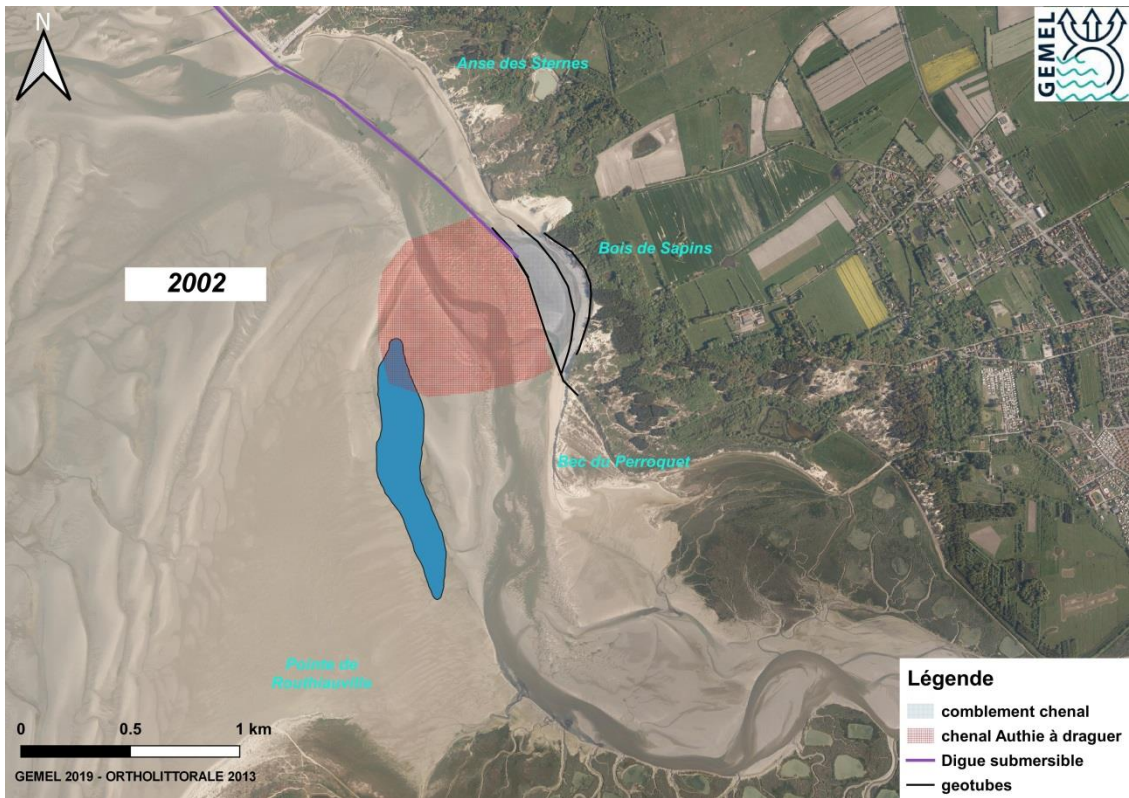 N
Anse des Sternes
GEMEL
Bois de Sapins
2002
Bec du Perroquet
Pointe de
Routhiauville
Légende
comblement chenal
chenal Authie à draguer
Digue submersible
geotubes
0 0.5 1 km
GEMEL 2019 - ORTHOLITTORALE 2013